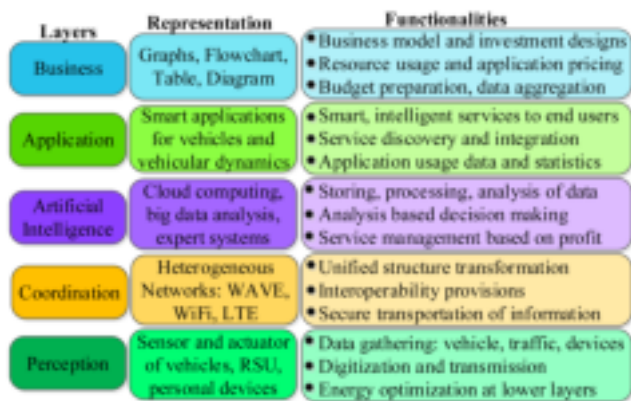 Layers
Representation
Functionalities
Business
Graphs, Flowchart,
Table, Diagram
• Business model and investment designs
• Resource usage and application pricing
• Budget preparation, data aggregation
Application
Smart applications
for vehicles and
vehicular dynamics
• Smart, intelligent services to end users
• Service discovery and integration
• Application usage data and statistics
Artificial
Intelligence
Cloud computing,
big data analysis,
expert systems
• Storing, processing, analysis of data
• Analysis based decision making
• Service management based on profit
Coordination
Heterogeneous
Networks: WAVE,
WiFi, LTE
• Unified structure transformation
• Interoperability provisions
• Secure transportation of information
Perception
Sensor and actuator
of vehicles, RSU,
personal devices
• Data gathering: vehicle, traffic, devices
• Digitization and transmission
• Energy optimization at lower layers